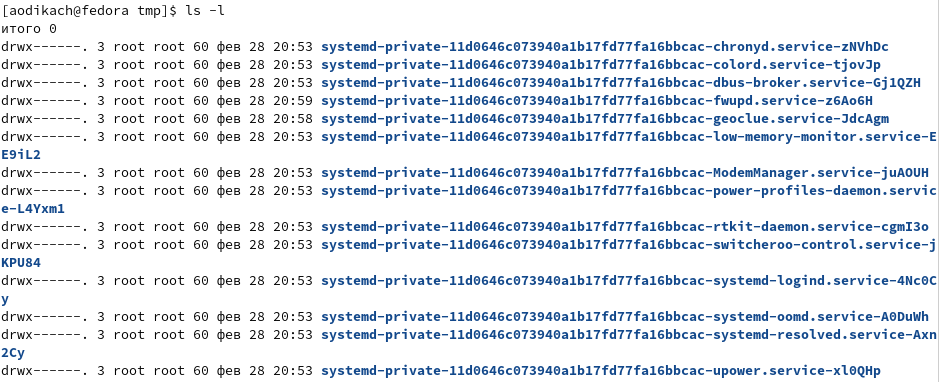 [aodikach@fedora tmp]$ ls -l
итого 0
drwx------. 3 root root 60 фев 28 20:53 systemd-private-11d0646c073940a1b17fd77fa16bbcac-chronyd.service-zNVhDc
drwx------. 3 root root 60 фев 28 20:53 systemd-private-11d0646c073940a1b17fd77fa16bbcac-colord.service-tjovJp
drwx------. 3 root root 60 фев 28 20:53 systemd-private-11d0646c073940a1b17fd77fa16bbcac-dbus-broker.service-Gj1QZH
drwx------. 3 root root 60 фев 28 20:59 systemd-private-11d0646c073940a1b17fd77fa16bbcac-fwupd.service-z6Ao6H
drwx------. 3 root root 60 фев 28 20:58 systemd-private-11d0646c073940a1b17fd77fa16bbcac-geoclue.service-JdcAgm
drwx------. 3 root root 60 фев 28 20:53 systemd-private-11d0646c073940a1b17fd77fa16bbcac-low-memory-monitor.service-E
E9iL2
drwx------. 3 root root 60 фев 28 20:53 systemd-private-11d0646c073940a1b17fd77fa16bbcac-ModemManager.service-juAOUH
drwx------. 3 root root 60 фев 28 20:53 systemd-private-11d0646c073940a1b17fd77fa16bbcac-power-profiles-daemon.servic
e-L4Yxm1
drwx------. 3 root root 60 фев 28 20:53 systemd-private-11d0646c073940a1b17fd77fa16bbcac-rtkit-daemon.service-cgmI3o
drwx------. 3 root root 60 фев 28 20:53 systemd-private-11d0646c073940a1b17fd77fa16bbcac-switcheroo-control.service-j
KPU84
drwx------. 3 root root 60 фев 28 20:53 systemd-private-11d0646c073940a1b17fd77fa16bbcac-systemd-logind.service-4Nc0C
y
drwx------. 3 root root 60 фев 28 20:53 systemd-private-11d0646c073940a1b17fd77fa16bbcac-systemd-oomd.service-A0DuWh
drwx------. 3 root root 60 фев 28 20:53 systemd-private-11d0646c073940a1b17fd77fa16bbcac-systemd-resolved.service-Axn
2Cy
drwx------. 3 root root 60 фев 28 20:53 systemd-private-11d0646c073940a1b17fd77fa16bbcac-upower.service-xl0QHp